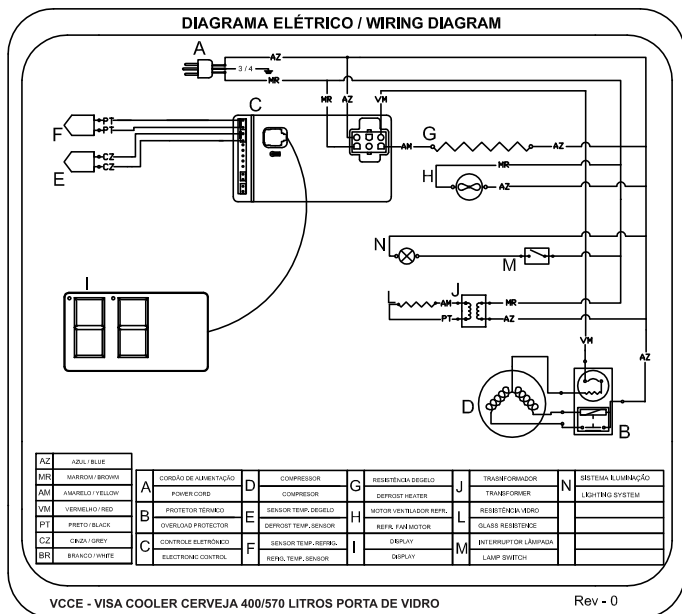 DIAGRAMA ELÉTRICO / WIRING DIAGRAM
A
AZ
3 / 4
MR
C
MR
AZ
VM
F
PT
PT
AM
G
AZ
E
CZ
CZ
H
MR
AZ
N
M
I
L
AM
PT
J
MR
AZ
VM
AZ
D
B
AZ AZUL / BLUE
MR MARROM / BROWM
AM AMARELO / YELLOW
VM VERMELHO / RED
PT PRETO / BLACK
CZ CINZA / GREY
BR BRANCO / WHITE
A CORDÃO DE ALIMENTAÇÃO
POWER CORD
B PROTETOR TÉRMICO
OVERLOAD PROTECTOR
C CONTROLE ELETRÔNICO
ELECTRONIC CONTROL
D COMPRESSOR
COMPRESOR
E SENSOR TEMP. DEGELO
DEFROST TEMP. SENSOR
F SENSOR TEMP. REFRIG.
REFIG. TEMP. SENSOR
G RESISTÊNCIA DEGELO
DEFROST HEATER
H MOTOR VENTILADOR REFR.
REFR. FAN MOTOR
I DISPLAY
DISPLAY
J TRASNFORMADOR
TRANSFORMER
L RESISTÊNCIA VIDRO
GLASS RESISTENCE
M INTERRUPTOR LÂMPADA
LAMP SWITCH
N SISTEMA ILUMINAÇÃO
LIGHTING SYSTEM
VCCE - VISA COOLER CERVEJA 400/570 LITROS PORTA DE VIDRO
Rev - 0